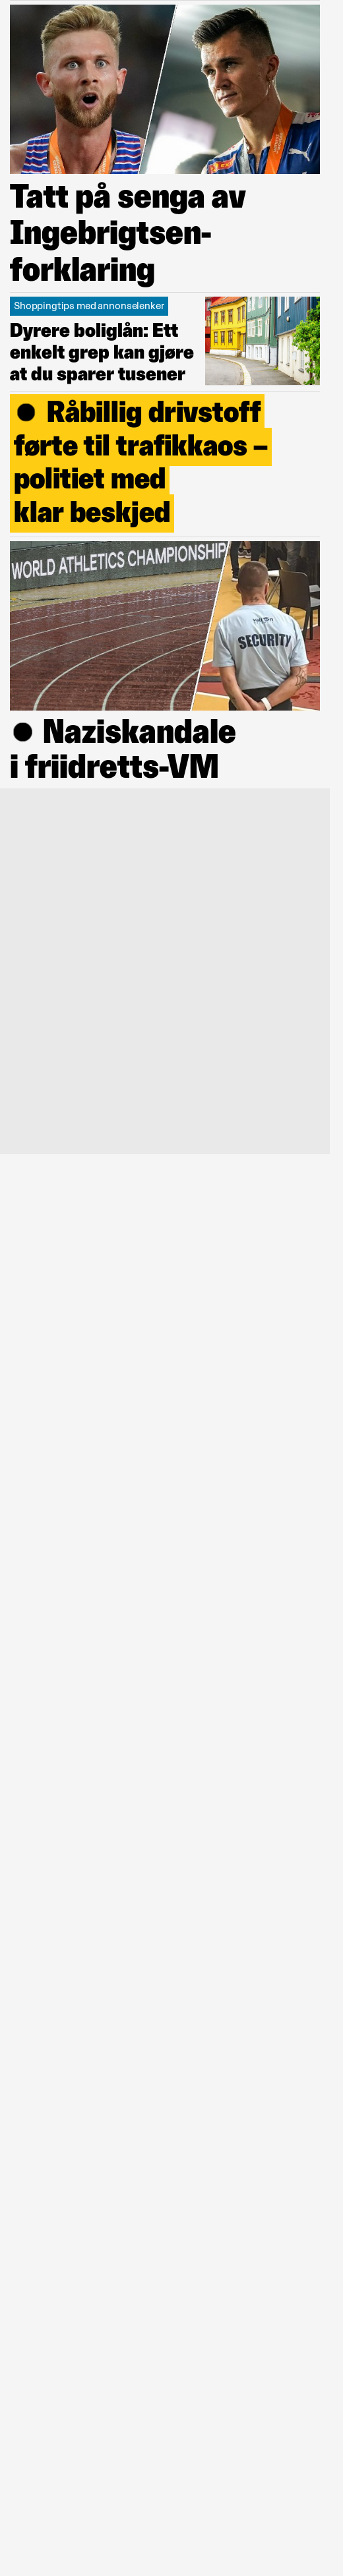 Tatt på senga av
Ingebrigtsen-
forklaring
Shoppingtips med annonselenker
Dyrere boliglån: Ett
enkelt grep kan gjøre
at du sparer tusener
● Råbillig drivstoff
førte til trafikkaos –
politiet med
klar beskjed
WORLD ATHLETICS CHAMPIONSHIP
SECURITY
● Naziskandale
i friidretts-VM